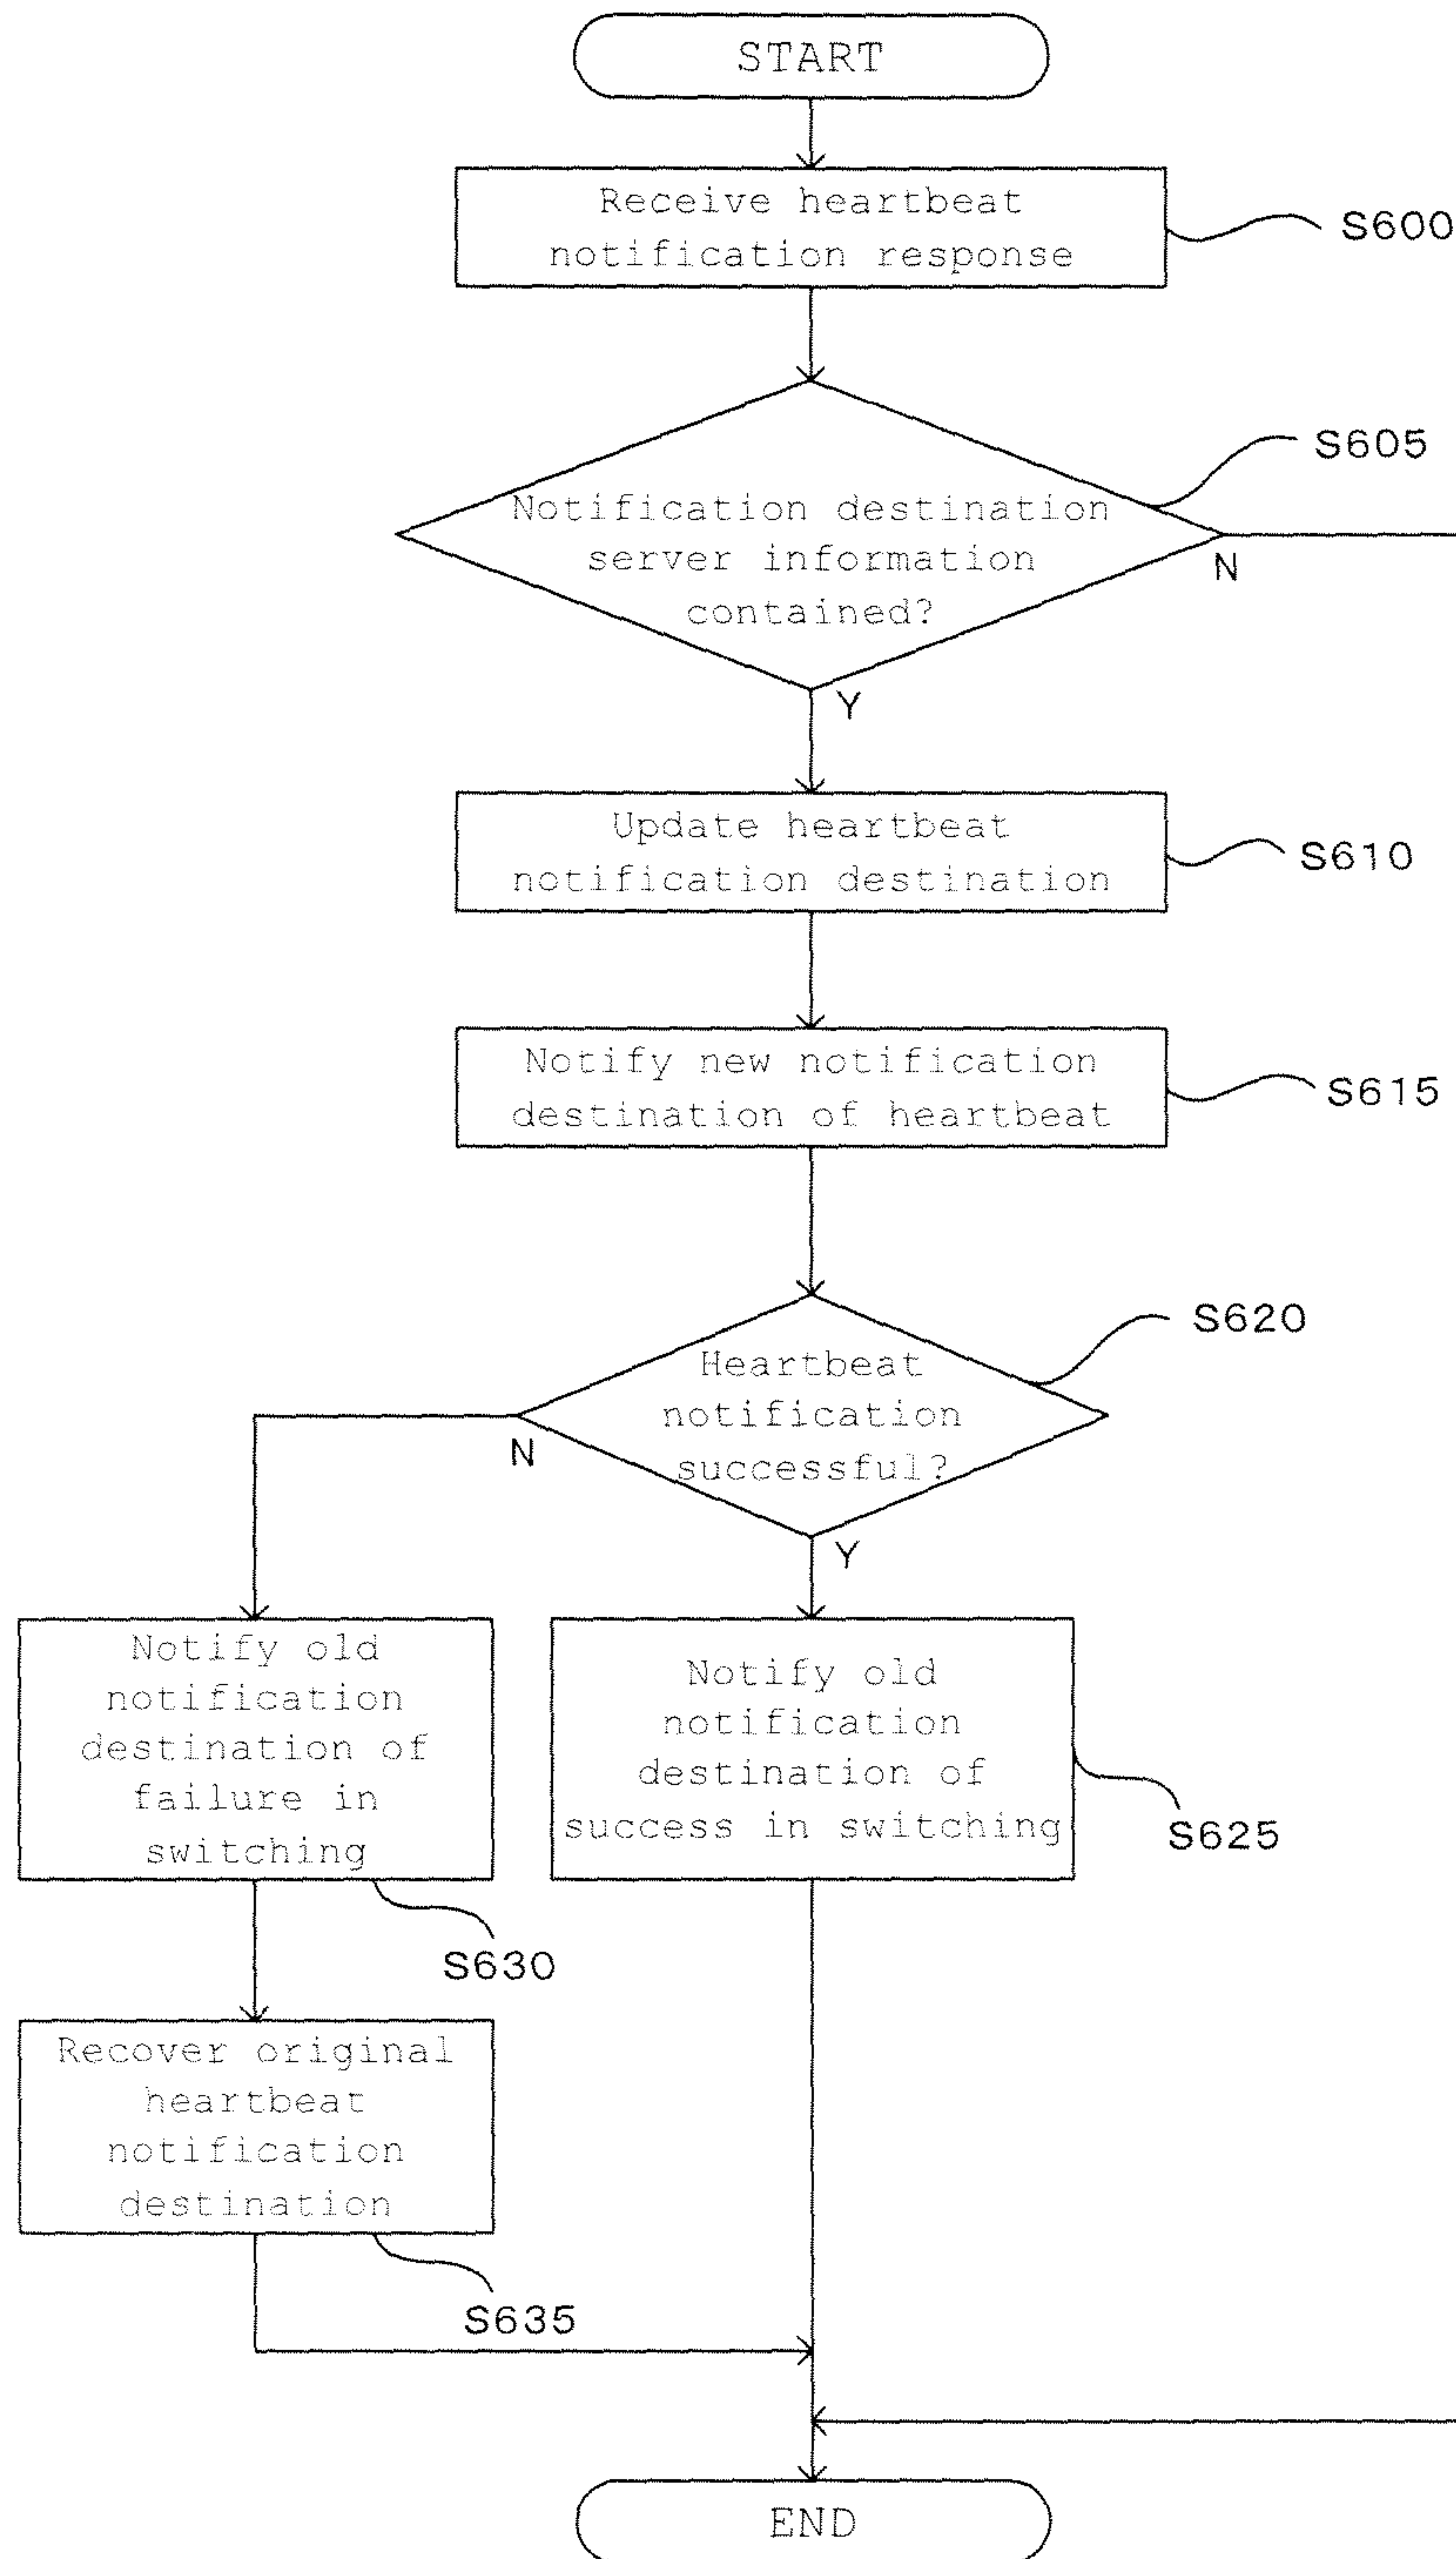 START
Receive heartbeat
notification response
S600
S605
Notification destination
server information
contained?
N
Y
Update heartbeat
notification destination
S610
Notify new notification
destination of heartbeat
S615
S620
Heartbeat
notification
successful?
N
Y
Notify old
notification
destination of
failure in
switching
S630
Notify old
notification
destination of
success in switching
S625
Recover original
heartbeat
notification
destination
S635
END